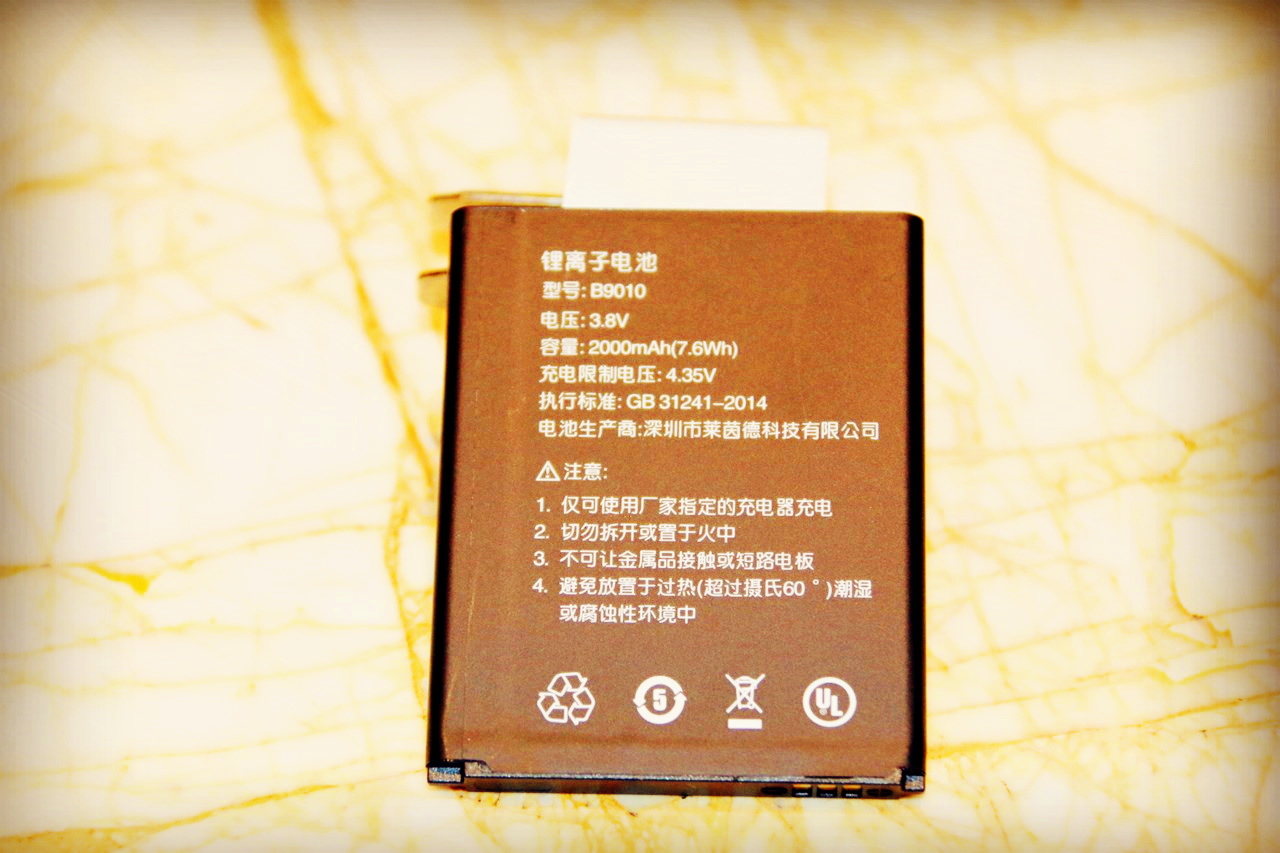 锂离子电池
型号: B9010
电压: 3.8V
容量: 2000mAh(7.6Wh)
充电限制电压: 4.35V
执行标准: GB 31241-2014
电池生产商:深圳市莱茵德科技有限公司
注意:
1. 仅可使用厂家指定的充电器充电
2. 切勿拆开或置于火中
3. 不可让金属品接触或短路电板
4. 避免放置于过热(超过摄氏60 °)潮湿
或腐蚀性环境中
5
UL